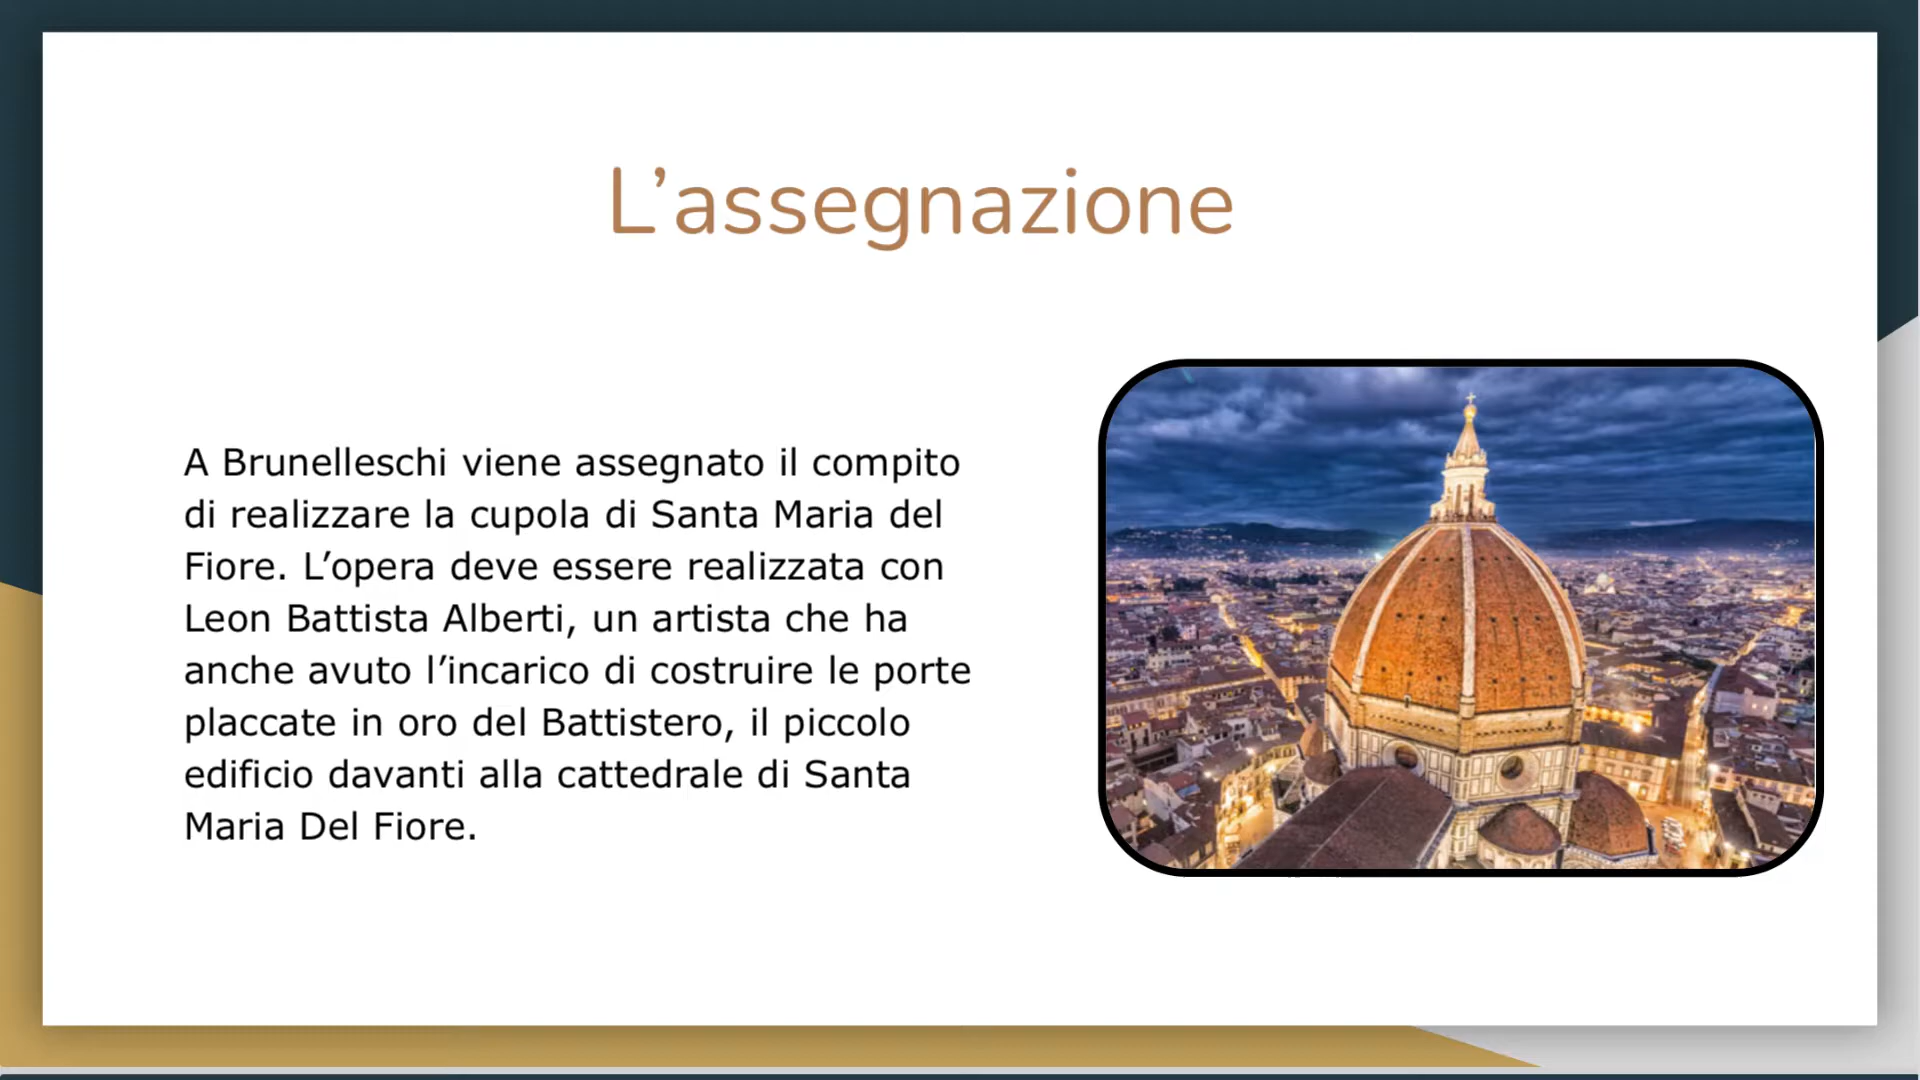 L’assegnazione
A Brunelleschi viene assegnato il compito
di realizzare la cupola di Santa Maria del
Fiore. L’opera deve essere realizzata con
Leon Battista Alberti, un artista che ha
anche avuto l’incarico di costruire le porte
placcate in oro del Battistero, il piccolo
edificio davanti alla cattedrale di Santa
Maria Del Fiore.